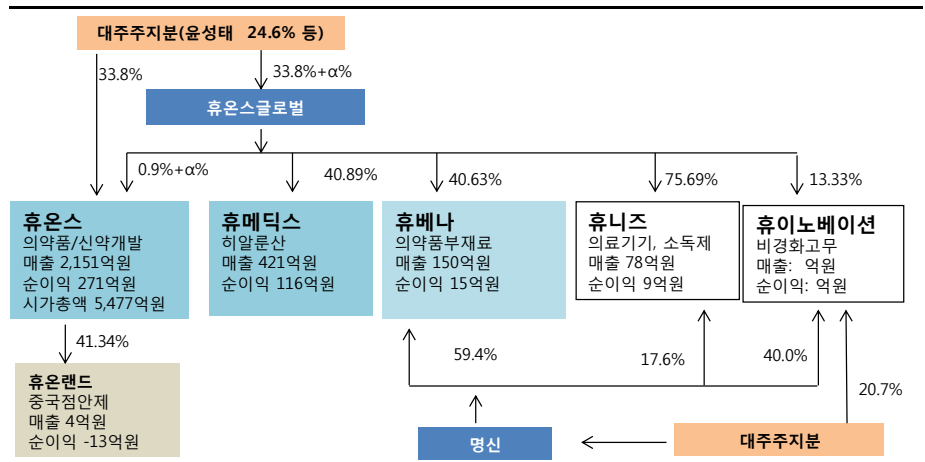 대주주지분(윤성태 24.6% 등)
33.8%
33.8%+α%
휴온스글로벌
0.9%+α%
40.89%
40.63%
75.69%
13.33%
휴온스
의약품/신약개발
매출 2,151억원
순이익 271억원
시가총액 5,477억원
휴메딕스
히알룬산
매출 421억원
순이익 116억원
휴베나
의약품부재료
매출 150억원
순이익 15억원
휴니즈
의료기기, 소독제
매출 78억원
순이익 9억원
휴이노베이션
비경화고무
매출: 억원
순이익: 억원
41.34%
59.4%
17.6%
40.0%
20.7%
휴온랜드
중국점안제
매출 4억원
순이익 -13억원
명신
대주주지분